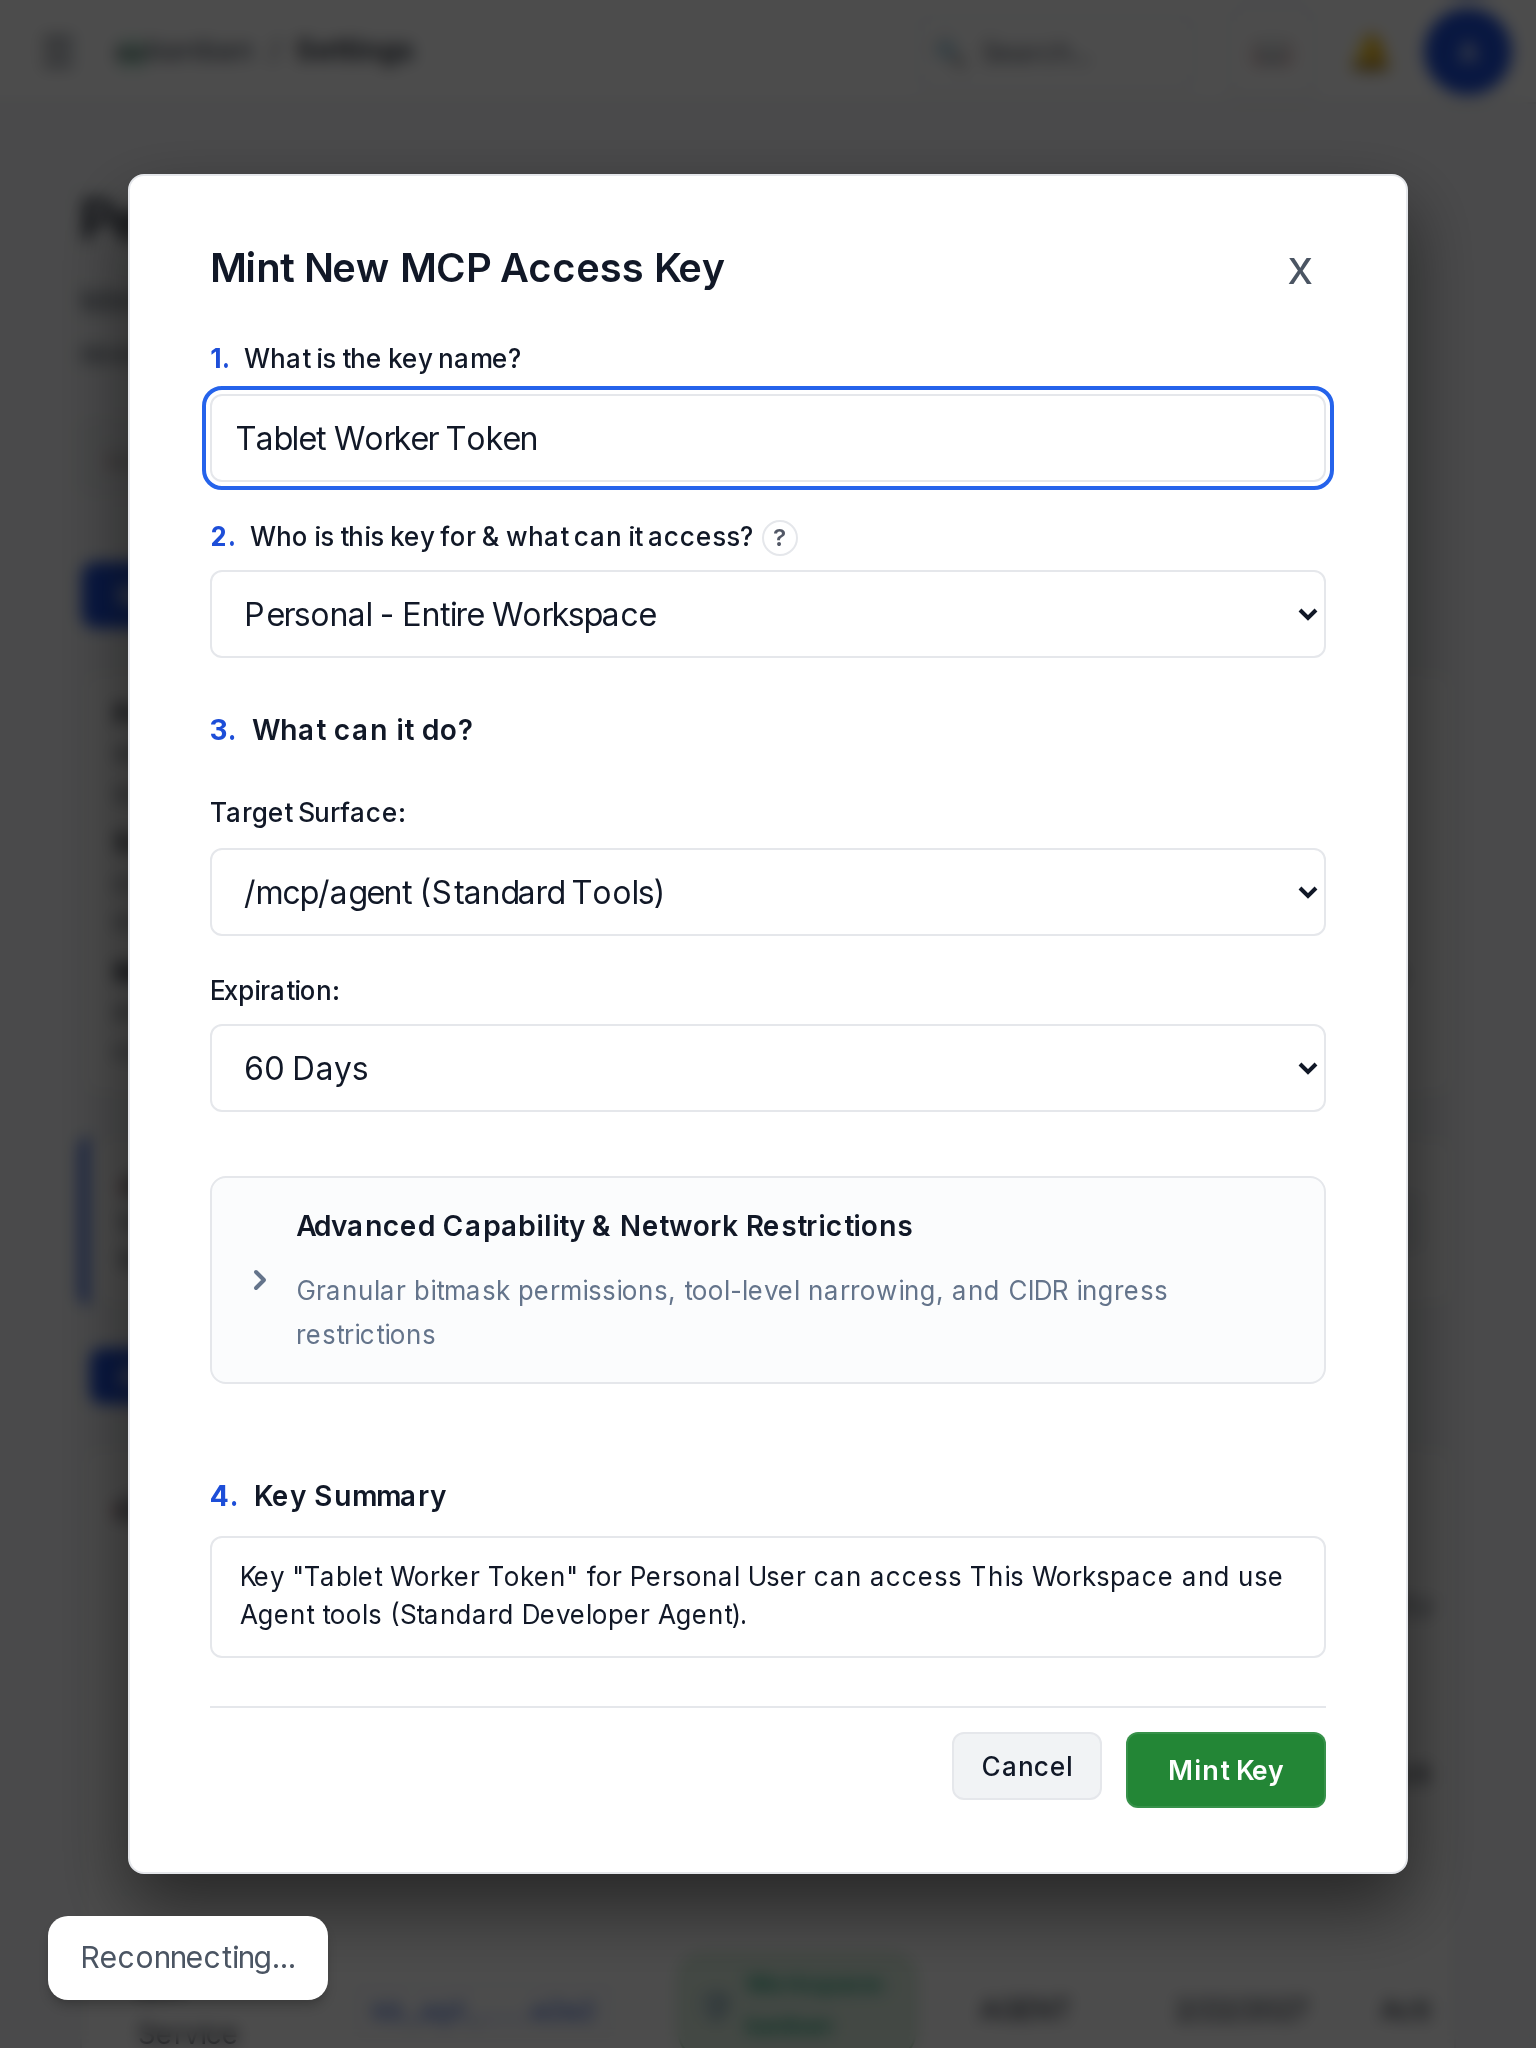 Settings
Search...
Mint New MCP Access Key
X
1. What is the key name?
Tablet Worker Token
2. Who is this key for & what can it access? ?
Personal - Entire Workspace
3. What can it do?
Target Surface:
/mcp/agent (Standard Tools)
Expiration:
60 Days
Advanced Capability & Network Restrictions
Granular bitmask permissions, tool-level narrowing, and CIDR ingress
restrictions
4. Key Summary
Key "Tablet Worker Token" for Personal User can access This Workspace and use
Agent tools (Standard Developer Agent).
Cancel
Mint Key
Reconnecting...
Service